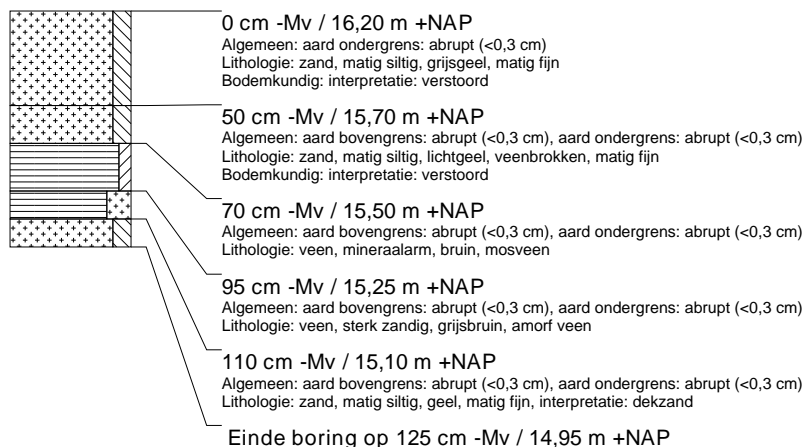 0 cm -Mv / 16,20 m +NAP
Algemeen: aard ondergrens: abrupt (<0,3 cm)
Lithologie: zand, matig siltig, grijsgeel, matig fijn
Bodemkundig: interpretatie: verstoord
50 cm -Mv / 15,70 m +NAP
Algemeen: aard bovengrens: abrupt (<0,3 cm), aard ondergrens: abrupt (<0,3 cm)
Lithologie: zand, matig siltig, lichtgeel, veenbrokken, matig fijn
Bodemkundig: interpretatie: verstoord
70 cm -Mv / 15,50 m +NAP
Algemeen: aard bovengrens: abrupt (<0,3 cm), aard ondergrens: abrupt (<0,3 cm)
Lithologie: veen, mineraalarm, bruin, mosveen
95 cm -Mv / 15,25 m +NAP
Algemeen: aard bovengrens: abrupt (<0,3 cm), aard ondergrens: abrupt (<0,3 cm)
Lithologie: veen, sterk zandig, grijsbruin, amorf veen
110 cm -Mv / 15,10 m +NAP
Algemeen: aard bovengrens: abrupt (<0,3 cm), aard ondergrens: abrupt (<0,3 cm)
Lithologie: zand, matig siltig, geel, matig fijn, interpretatie: dekzand
Einde boring op 125 cm -Mv / 14,95 m +NAP